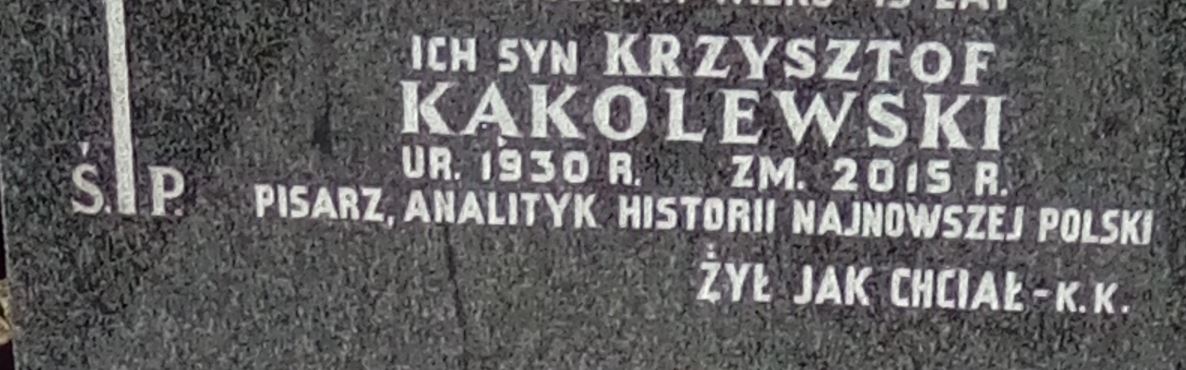 ICH SYN KRZYSZTOF
KĄKOLEWSKI
UR. 1930 R. ZM. 2015 R.
Ś. P.
PISARZ, ANALITYK HISTORII NAJNOWSZEJ POLSKI
ŻYŁ JAK CHCIAŁ-K.K.